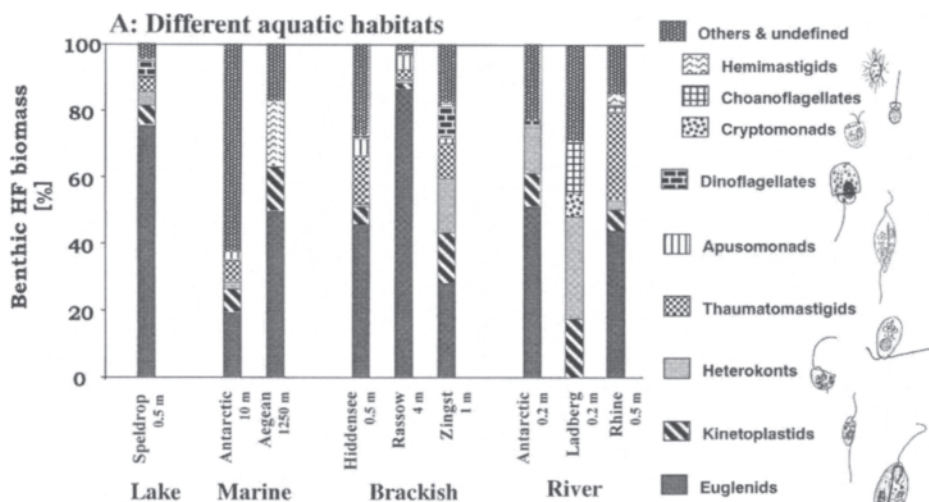 A: Different aquatic habitats
Benthic HF biomass
[%]
100
80
60
40
20
0
Speldrop
0.5 m
Antarctic
10 m
Aegean
1250 m
Hiddensee
0.5 m
Rassow
4 m
Zingst
1 m
Antarctic
0.2 m
Ladberg
0.2 m
Rhine
0.5 m
Lake
Marine
Brackish
River
Others & undefined
Hemimastigids
Choanoflagellates
Cryptomonads
Dinoflagellates
Apusomonads
Thaumatomastigids
Heterokonts
Kinetoplastids
Euglenids